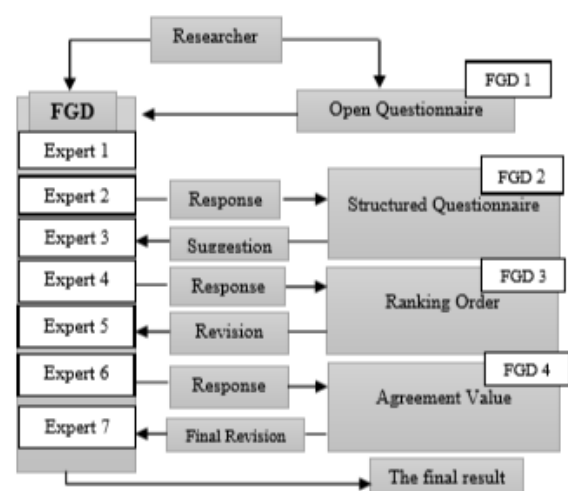 Researcher
FGD 1
FGD
Open Questionnaire
Expert 1
FGD 2
Expert 2
Response
Structured Questionnaire
Expert 3
Suggestion
FGD 3
Expert 4
Response
Ranking Order
Expert 5
Revision
FGD 4
Expert 6
Response
Agreement Value
Expert 7
Final Revision
The final result